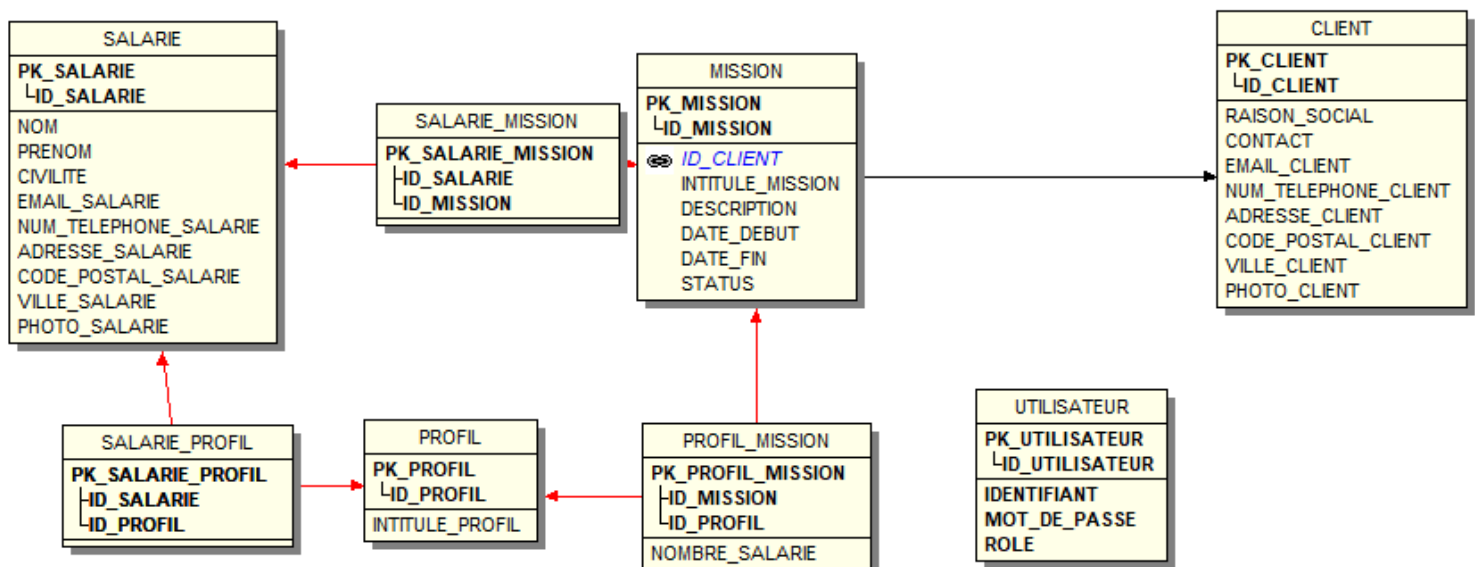 SALARIE
PK_SALARIE
ID_SALARIE
NOM
PRENOM
CIVILITE
EMAIL_SALARIE
NUM_TELEPHONE_SALARIE
ADRESSE_SALARIE
CODE_POSTAL_SALARIE
VILLE_SALARIE
PHOTO_SALARIE
SALARIE_MISSION
PK_SALARIE_MISSION
ID_SALARIE
ID_MISSION
MISSION
PK_MISSION
ID_MISSION
ID_CLIENT
INTITULE_MISSION
DESCRIPTION
DATE_DEBUT
DATE_FIN
STATUS
CLIENT
PK_CLIENT
ID_CLIENT
RAISON_SOCIAL
CONTACT
EMAIL_CLIENT
NUM_TELEPHONE_CLIENT
ADRESSE_CLIENT
CODE_POSTAL_CLIENT
VILLE_CLIENT
PHOTO_CLIENT
SALARIE_PROFIL
PK_SALARIE_PROFIL
ID_SALARIE
ID_PROFIL
PROFIL
PK_PROFIL
ID_PROFIL
INTITULE_PROFIL
PROFIL_MISSION
PK_PROFIL_MISSION
ID_MISSION
ID_PROFIL
NOMBRE_SALARIE
UTILISATEUR
PK_UTILISATEUR
ID_UTILISATEUR
IDENTIFIANT
MOT_DE_PASSE
ROLE